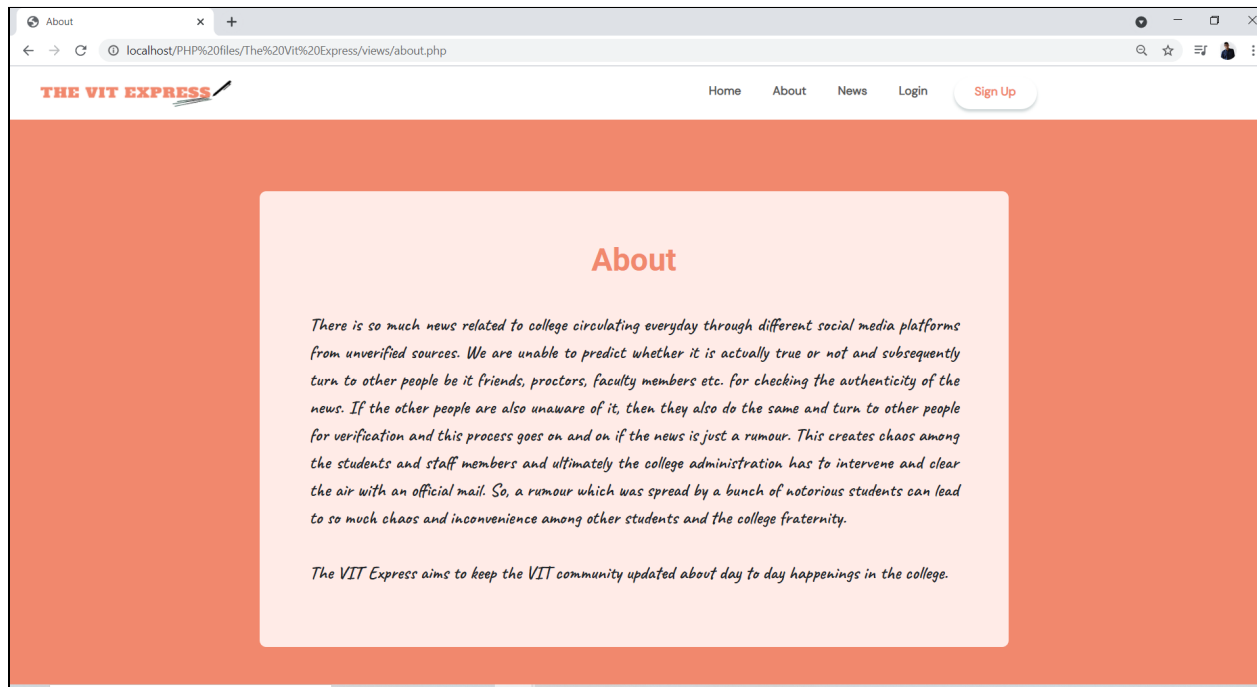 About
localhost/PHP%20files/The%20Vit%20Express/views/about.php
THE VIT EXPRESS
Home About News Login Sign Up
About
There is so much news related to college circulating everyday through different social media platforms
from unverified sources. We are unable to predict whether it is actually true or not and subsequently
turn to other people be it friends, proctors, faculty members etc. for checking the authenticity of the
news. If the other people are also unaware of it, then they also do the same and turn to other people
for verification and this process goes on and on if the news is just a rumour. This creates chaos among
the students and staff members and ultimately the college administration has to intervene and clear
the air with an official mail. So, a rumour which was spread by a bunch of notorious students can lead
to so much chaos and inconvenience among other students and the college fraternity.
The VIT Express aims to keep the VIT community updated about day to day happenings in the college.